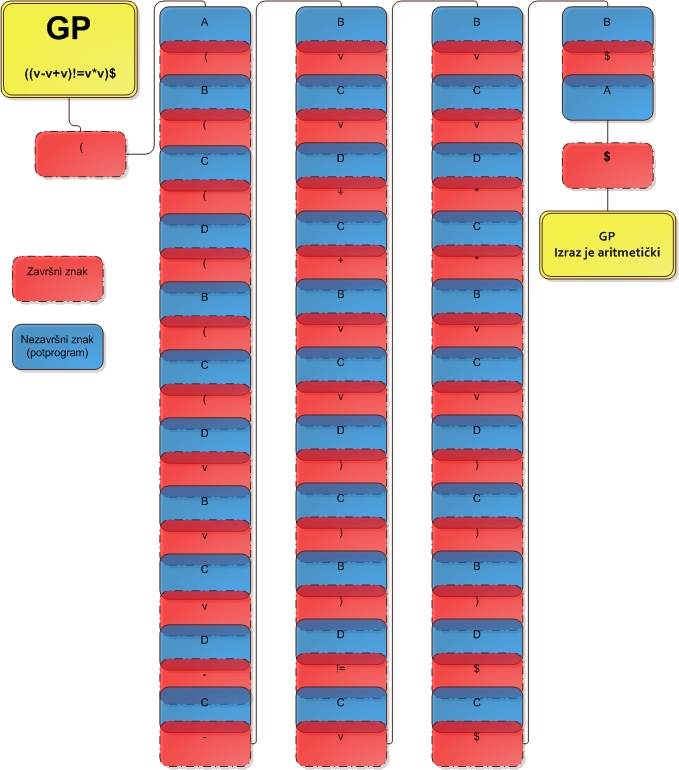 GP
((v-v+v)!=v*v)$
(
Završni znak
Nezavršni znak
(potprogram)
A
(
B
(
C
(
D
(
B
(
C
(
D
v
B
v
C
v
D
-
C
-
B
v
C
v
D
+
C
+
B
v
C
v
D
)
C
)
B
)
D
!=
C
v
B
v
C
v
D
*
C
*
B
v
C
v
D
)
C
)
B
)
D
$
C
$
B
$
A
$
GP
Izraz je aritmetički